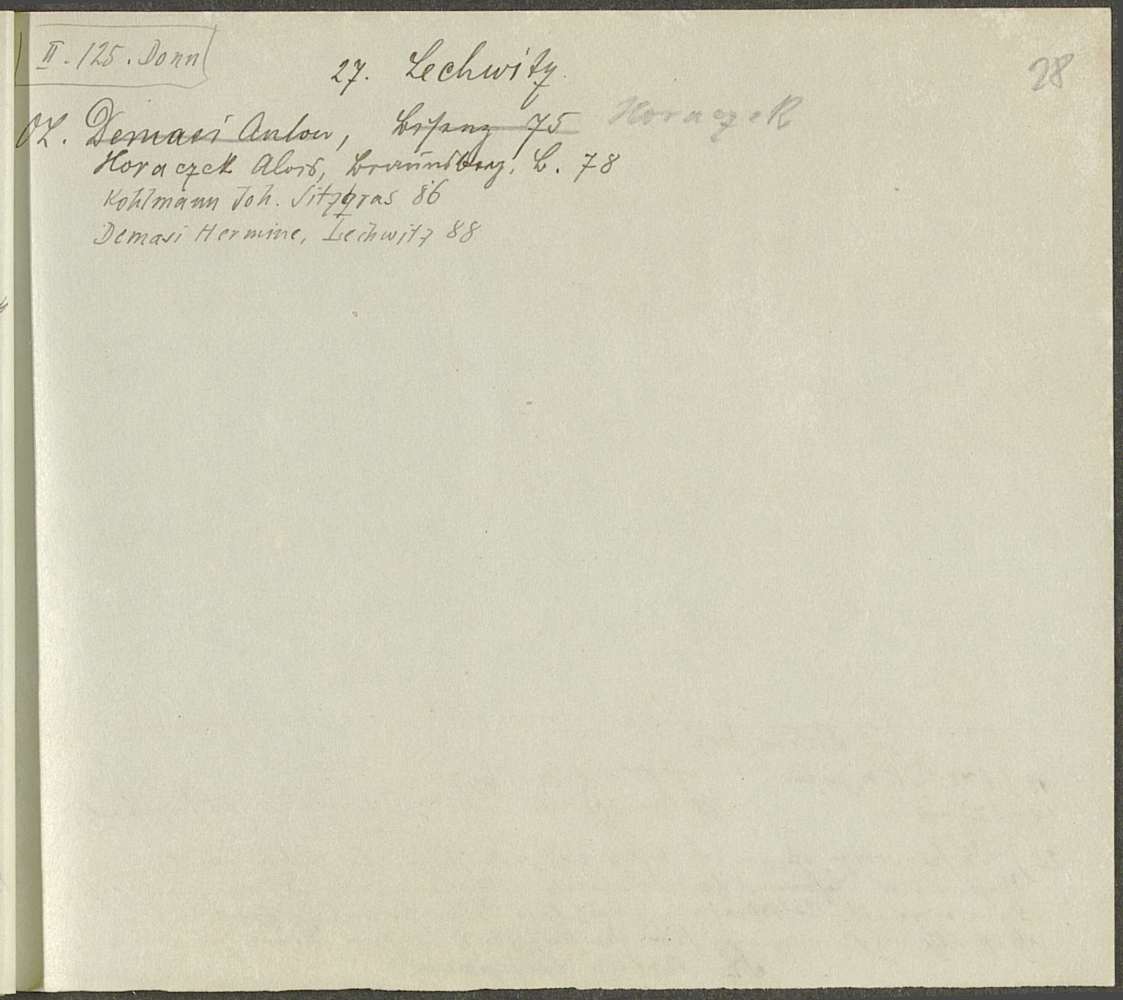 II. 125. Donn
28
27. Lechwitz
OL. Demasi Anton, Bisenz 75 Horaczek
Horaczek Alois, Braunsberg, B. 78
Kohlmann Joh. Sitzgras 86
Demasi Hermine, Lechwitz 88